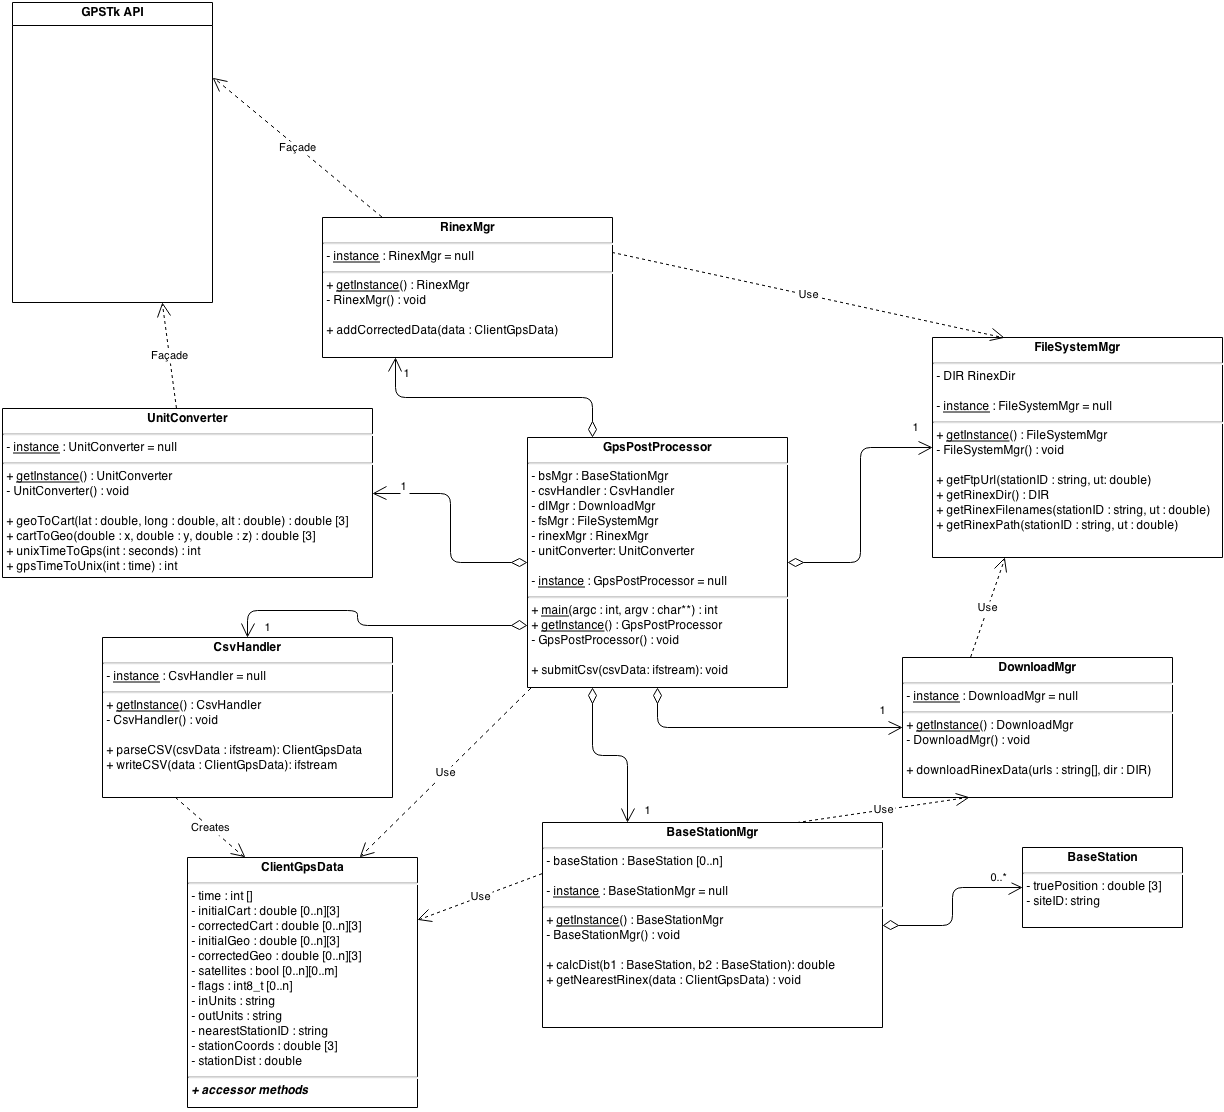 GPSTk API
Façade
RinexMgr
- instance : RinexMgr = null
+ getInstance() : RinexMgr
- RinexMgr() : void
+ addCorrectedData(data : ClientGpsData)
Use
Façade
1
FileSystemMgr
- DIR RinexDir
- instance : FileSystemMgr = null
+ getInstance() : FileSystemMgr
- FileSystemMgr() : void
+ getFtpUrl(stationID : string, ut: double)
+ getRinexDir() : DIR
+ getRinexFilenames(stationID : string, ut : double)
+ getRinexPath(stationID : string, ut : double)
UnitConverter
- instance : UnitConverter = null
+ getInstance() : UnitConverter
- UnitConverter() : void
+ geoToCart(lat : double, long : double, alt : double) : double [3]
+ cartToGeo(double : x, double : y, double : z) : double [3]
+ unixTimeToGps(int : seconds) : int
+ gpsTimeToUnix(int : time) : int
1
GpsPostProcessor
- bsMgr : BaseStationMgr
- csvHandler : CsvHandler
- dlMgr : DownloadMgr
- fsMgr : FileSystemMgr
- rinexMgr : RinexMgr
- unitConverter: UnitConverter
- instance : GpsPostProcessor = null
+ main(argc : int, argv : char**) : int
+ getInstance() : GpsPostProcessor
- GpsPostProcessor() : void
+ submitCsv(csvData: ifstream): void
1
1
Use
CsvHandler
- instance : CsvHandler = null
+ getInstance() : CsvHandler
- CsvHandler() : void
+ parseCSV(csvData : ifstream): ClientGpsData
+ writeCSV(data : ClientGpsData): ifstream
DownloadMgr
- instance : DownloadMgr = null
+ getInstance() : DownloadMgr
- DownloadMgr() : void
+ downloadRinexData(urls : string[], dir : DIR)
1
Use
Creates
1
Use
ClientGpsData
- time : int []
- initialCart : double [0..n][3]
- correctedCart : double [0..n][3]
- initialGeo : double [0..n][3]
- correctedGeo : double [0..n][3]
- satellites : bool [0..n][0..m]
- flags : int8_t [0..n]
- inUnits : string
- outUnits : string
- nearestStationID : string
- stationCoords : double [3]
- stationDist : double
+ accessor methods
Use
BaseStationMgr
- baseStation : BaseStation [0..n]
- instance : BaseStationMgr = null
+ getInstance() : BaseStationMgr
- BaseStationMgr() : void
+ calcDist(b1 : BaseStation, b2 : BaseStation): double
+ getNearestRinex(data : ClientGpsData) : void
0..*
BaseStation
- truePosition : double [3]
- siteID: string